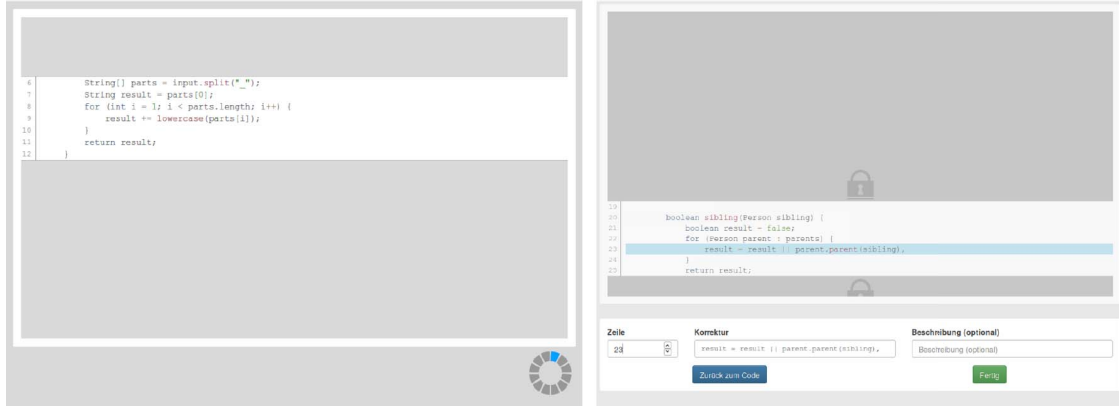 6 String[] parts = input.split("_");
7 String result = parts[0];
8 for (int i = 1; i < parts.length; i++) {
9 result += lowercase(parts[i]);
10 }
11 return result;
12 }
19
20 boolean sibling(Person sibling) {
21 boolean result = false;
22 for (Person parent : parents) {
23 result = result || parent.parent(sibling);
24 }
25 return result;
Zeile Korrektur Beschreibung (optional)
23 result = result || parent.parent(sibling); Beschreibung (optional)
Zurück zum Code Fertig